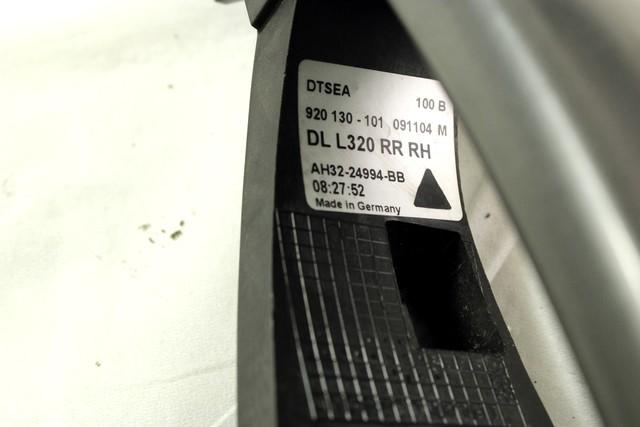 DTSEA
100 B
920 130 - 101 091104 M
DL L320 RR RH
AH32-24994-BB
08:27:52
Made in Germany